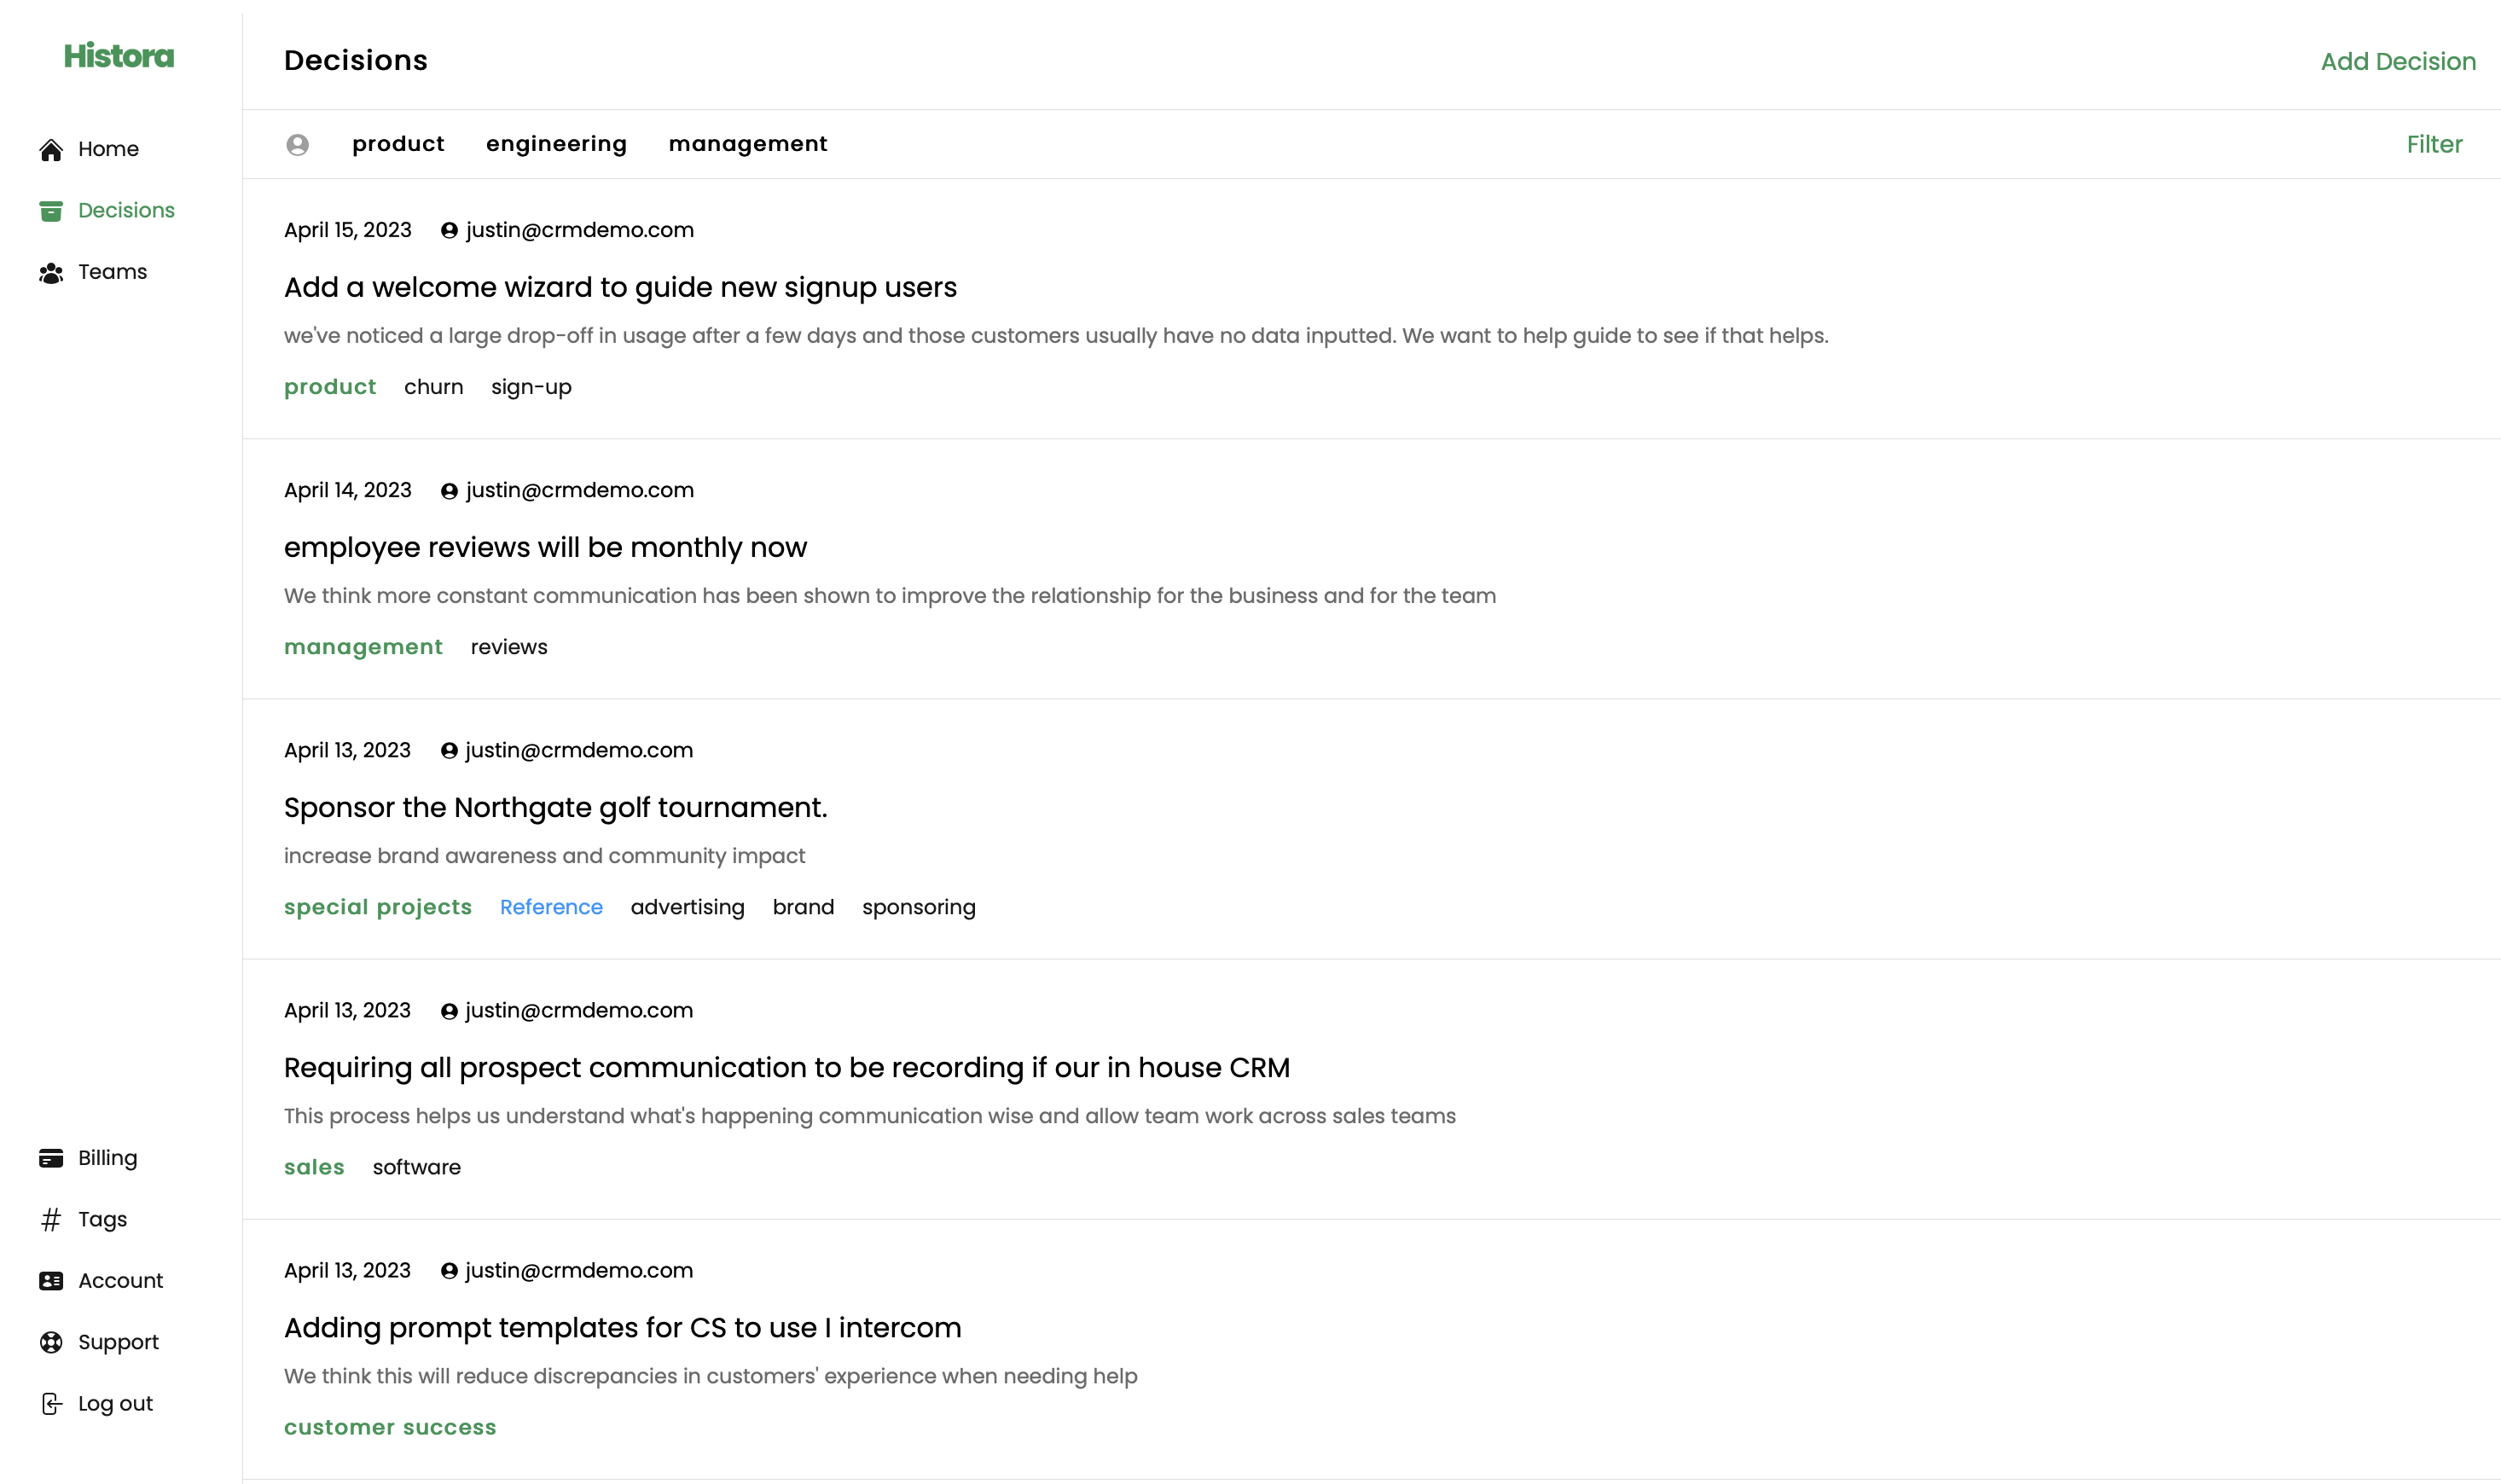 Histora
Home
Decisions
Teams
Billing
Tags
Account
Support
Log out
Decisions
Add Decision
product engineering management
Filter
April 15, 2023 justin@crmdemo.com
Add a welcome wizard to guide new signup users
we've noticed a large drop-off in usage after a few days and those customers usually have no data inputted. We want to help guide to see if that helps.
product churn sign-up
April 14, 2023 justin@crmdemo.com
employee reviews will be monthly now
We think more constant communication has been shown to improve the relationship for the business and for the team
management reviews
April 13, 2023 justin@crmdemo.com
Sponsor the Northgate golf tournament.
increase brand awareness and community impact
special projects Reference advertising brand sponsoring
April 13, 2023 justin@crmdemo.com
Requiring all prospect communication to be recording if our in house CRM
This process helps us understand what's happening communication wise and allow team work across sales teams
sales software
April 13, 2023 justin@crmdemo.com
Adding prompt templates for CS to use I intercom
We think this will reduce discrepancies in customers' experience when needing help
customer success